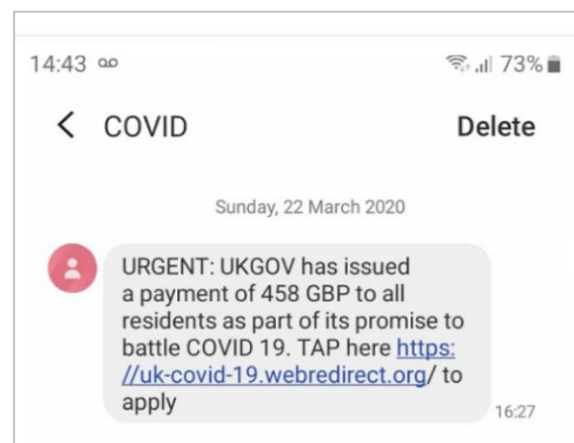 14:43
73%
COVID
Delete
Sunday, 22 March 2020
URGENT: UKGOV has issued
a payment of 458 GBP to all
residents as part of its promise to
battle COVID 19. TAP here https:
//uk-covid-19.webredirect.org/ to
apply
16:27